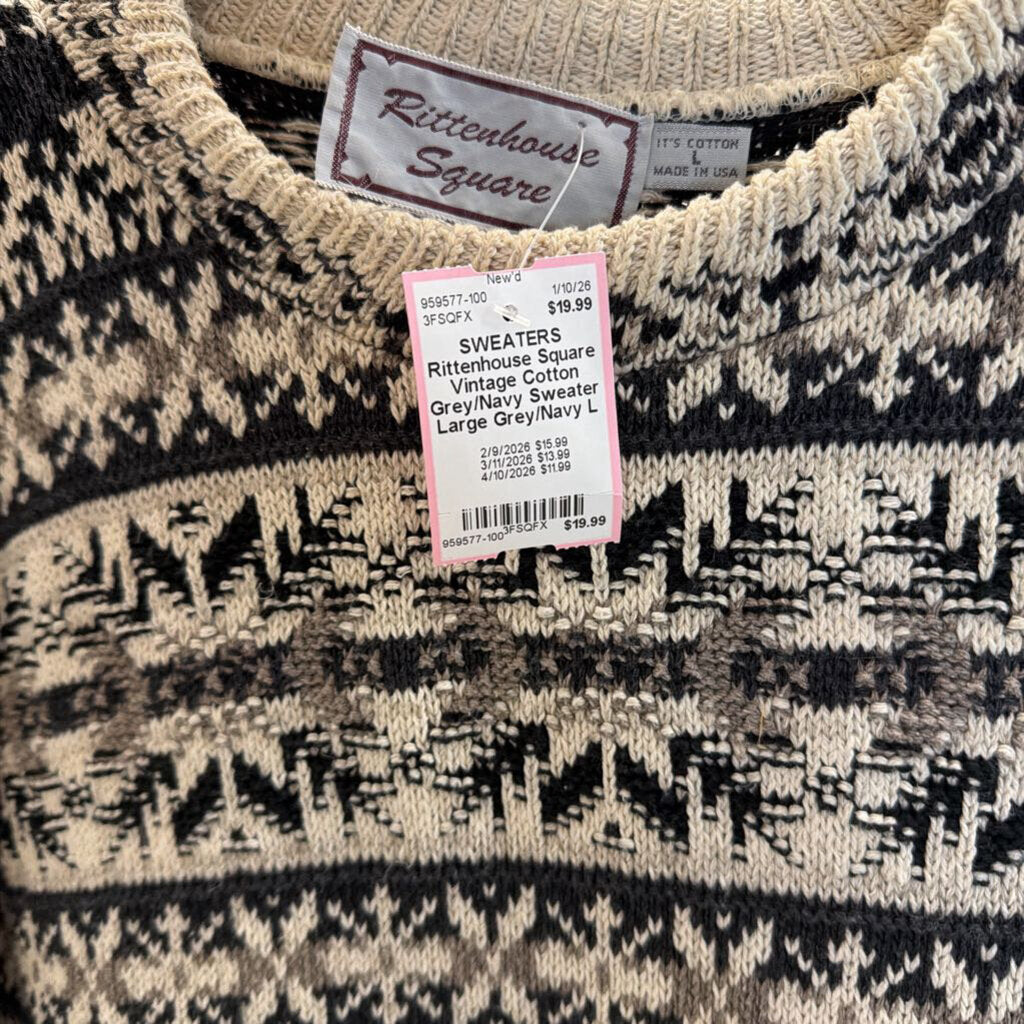 Rittenhouse
Square
IT'S COTTON
L
MADE IN USA
New'd
959577-100 1/10/26
3FSQFX $19.99
SWEATERS
Rittenhouse Square
Vintage Cotton
Grey/Navy Sweater
Large Grey/Navy L
2/9/2026 $15.99
3/11/2026 $13.99
4/10/2026 $11.99
959577-100 3FSQFX $19.99